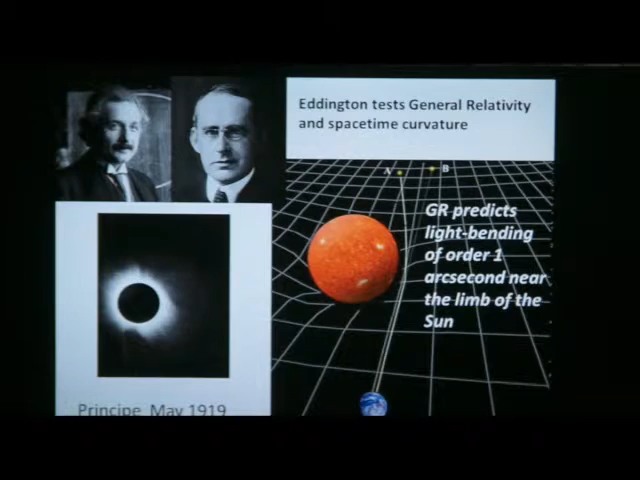 Eddington tests General Relativity
and spacetime curvature
A
B
GR predicts
light-bending
of order 1
arcsecond near
the limb of the
Sun
Principe May 1919